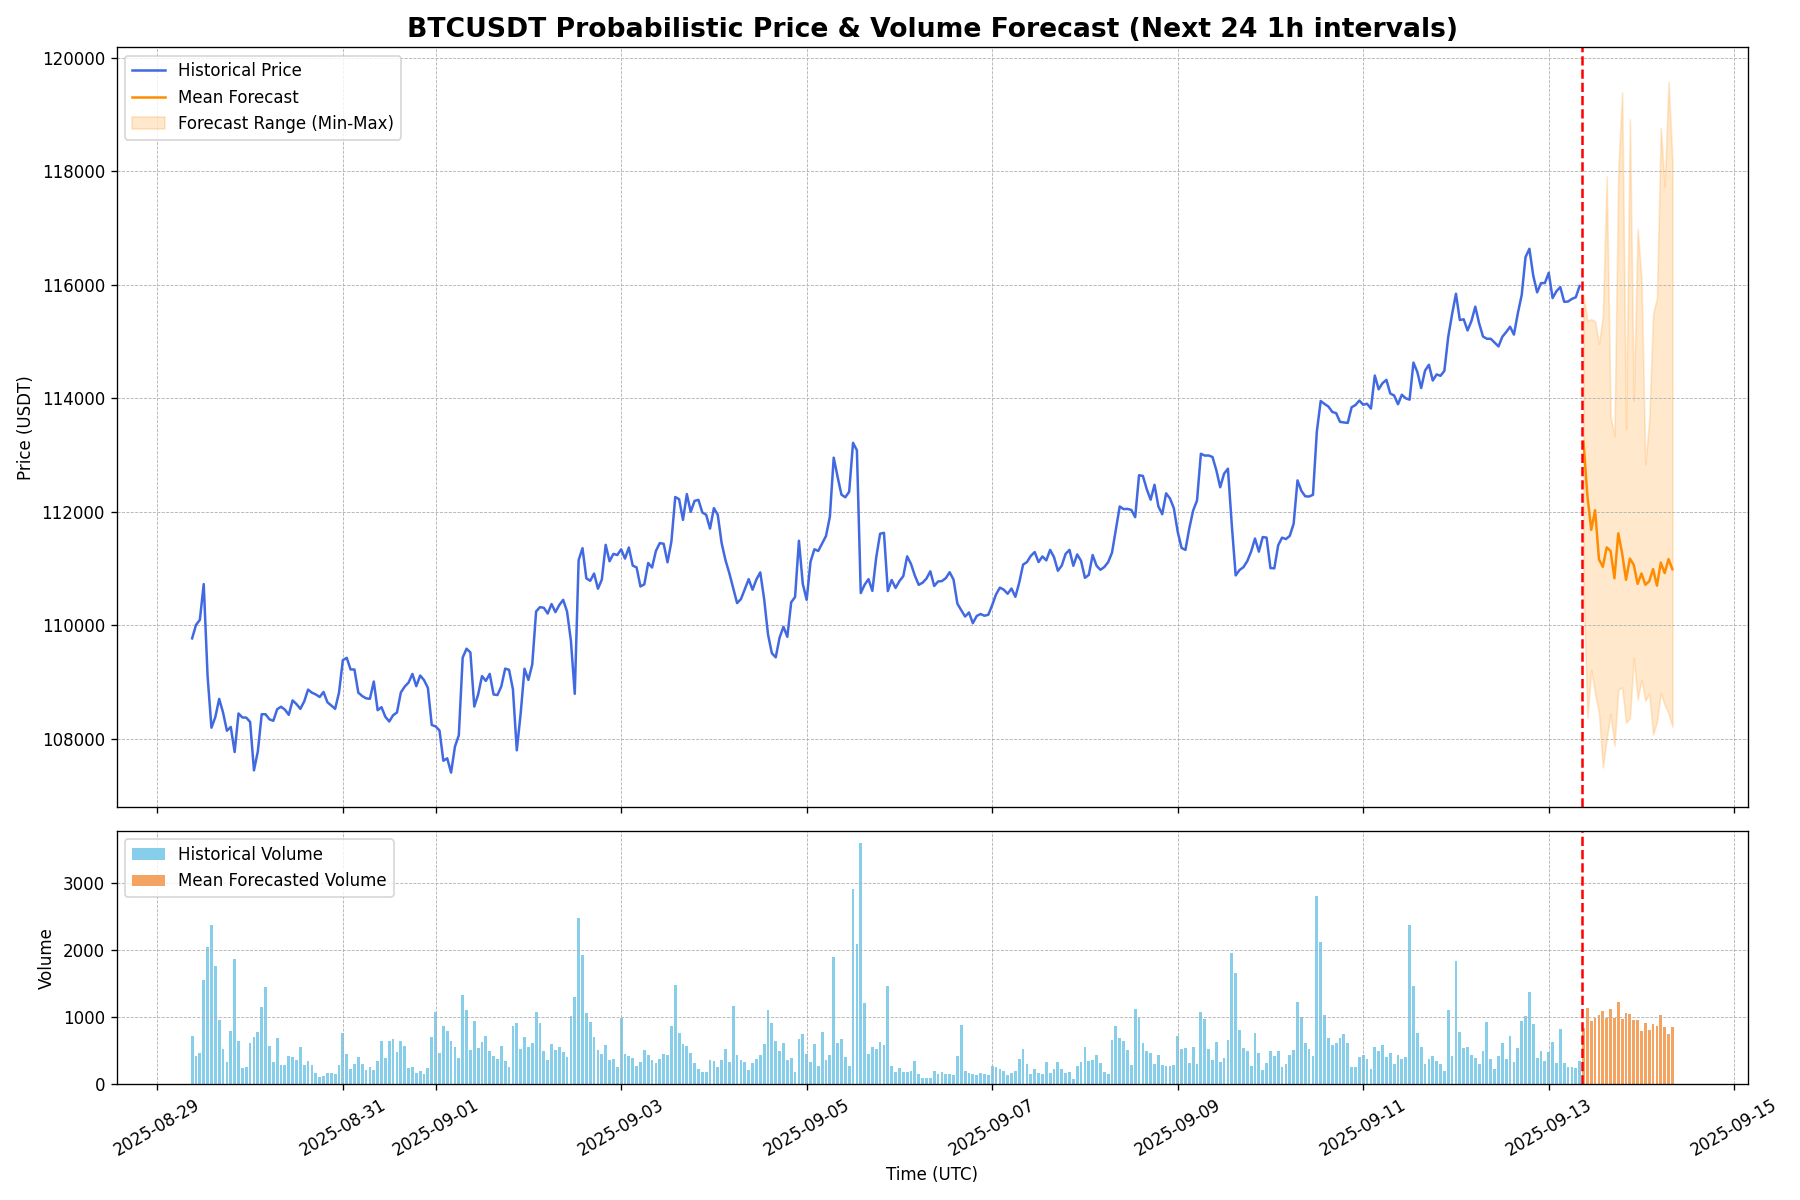 BTCUSDT Probabilistic Price & Volume Forecast (Next 24 1h intervals)
120000
118000
116000
114000
112000
110000
108000
Price (USDT)
Historical Price
Mean Forecast
Forecast Range (Min-Max)
3000
2000
1000
0
Volume
Historical Volume
Mean Forecasted Volume
2025-08-29
2025-08-31
2025-09-01
2025-09-03
2025-09-05
2025-09-07
2025-09-09
2025-09-11
2025-09-13
2025-09-15
Time (UTC)